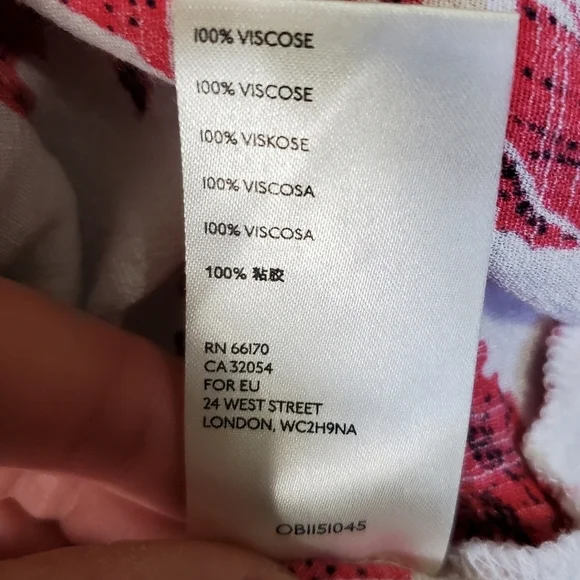 100% VISCOSE
100% VISCOSE
100% VISKOSE
100% VISCOSA
100% VISCOSA
100% 粘胶
RN 66170
CA 32054
FOR EU
24 WEST STREET
LONDON, WC2H9NA
OB1151045